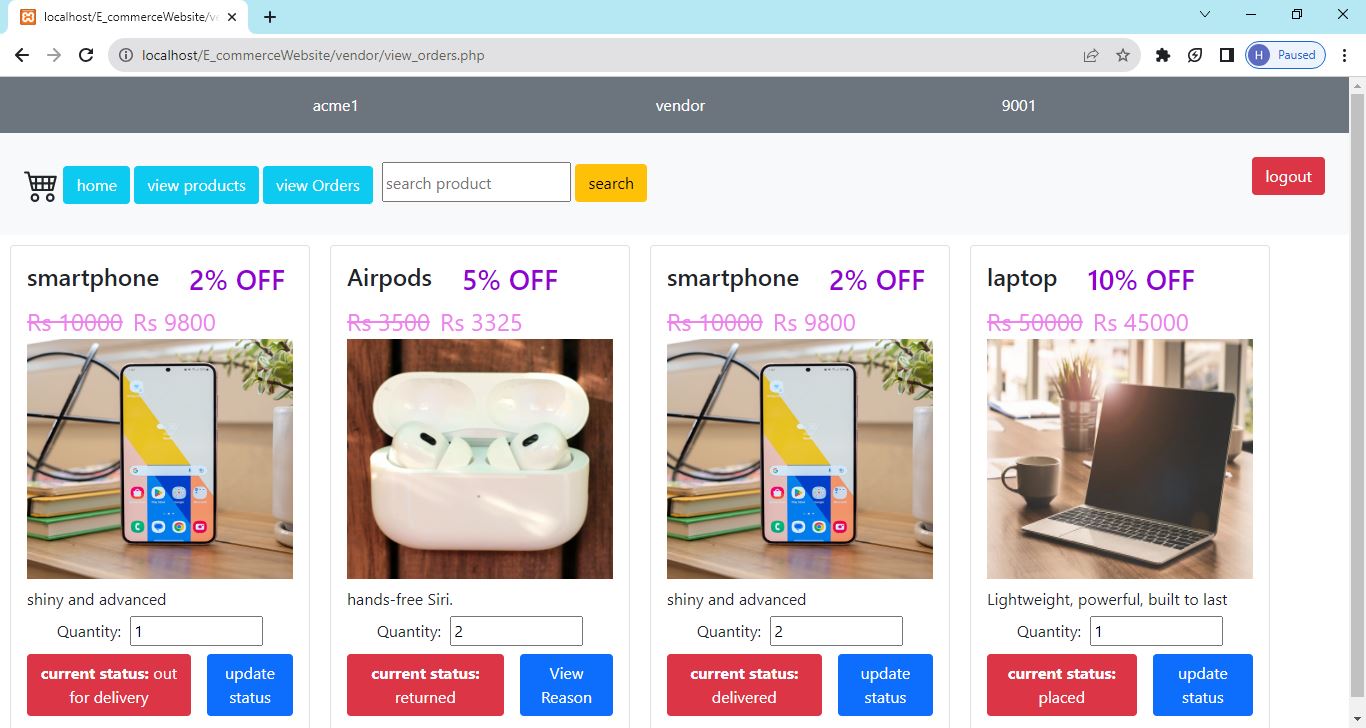 localhost/E_commerceWebsite/ve
localhost/E_commerceWebsite/vendor/view_orders.php
H Paused
acme1 vendor 9001
home view products view Orders search product search logout
smartphone 2% OFF
Rs 10000 Rs 9800
shiny and advanced
Quantity: 1
current status: out
for delivery
update
status
Airpods 5% OFF
Rs 3500 Rs 3325
hands-free Siri.
Quantity: 2
current status:
returned
View
Reason
smartphone 2% OFF
Rs 10000 Rs 9800
shiny and advanced
Quantity: 2
current status:
delivered
update
status
laptop 10% OFF
Rs 50000 Rs 45000
Lightweight, powerful, built to last
Quantity: 1
current status:
placed
update
status